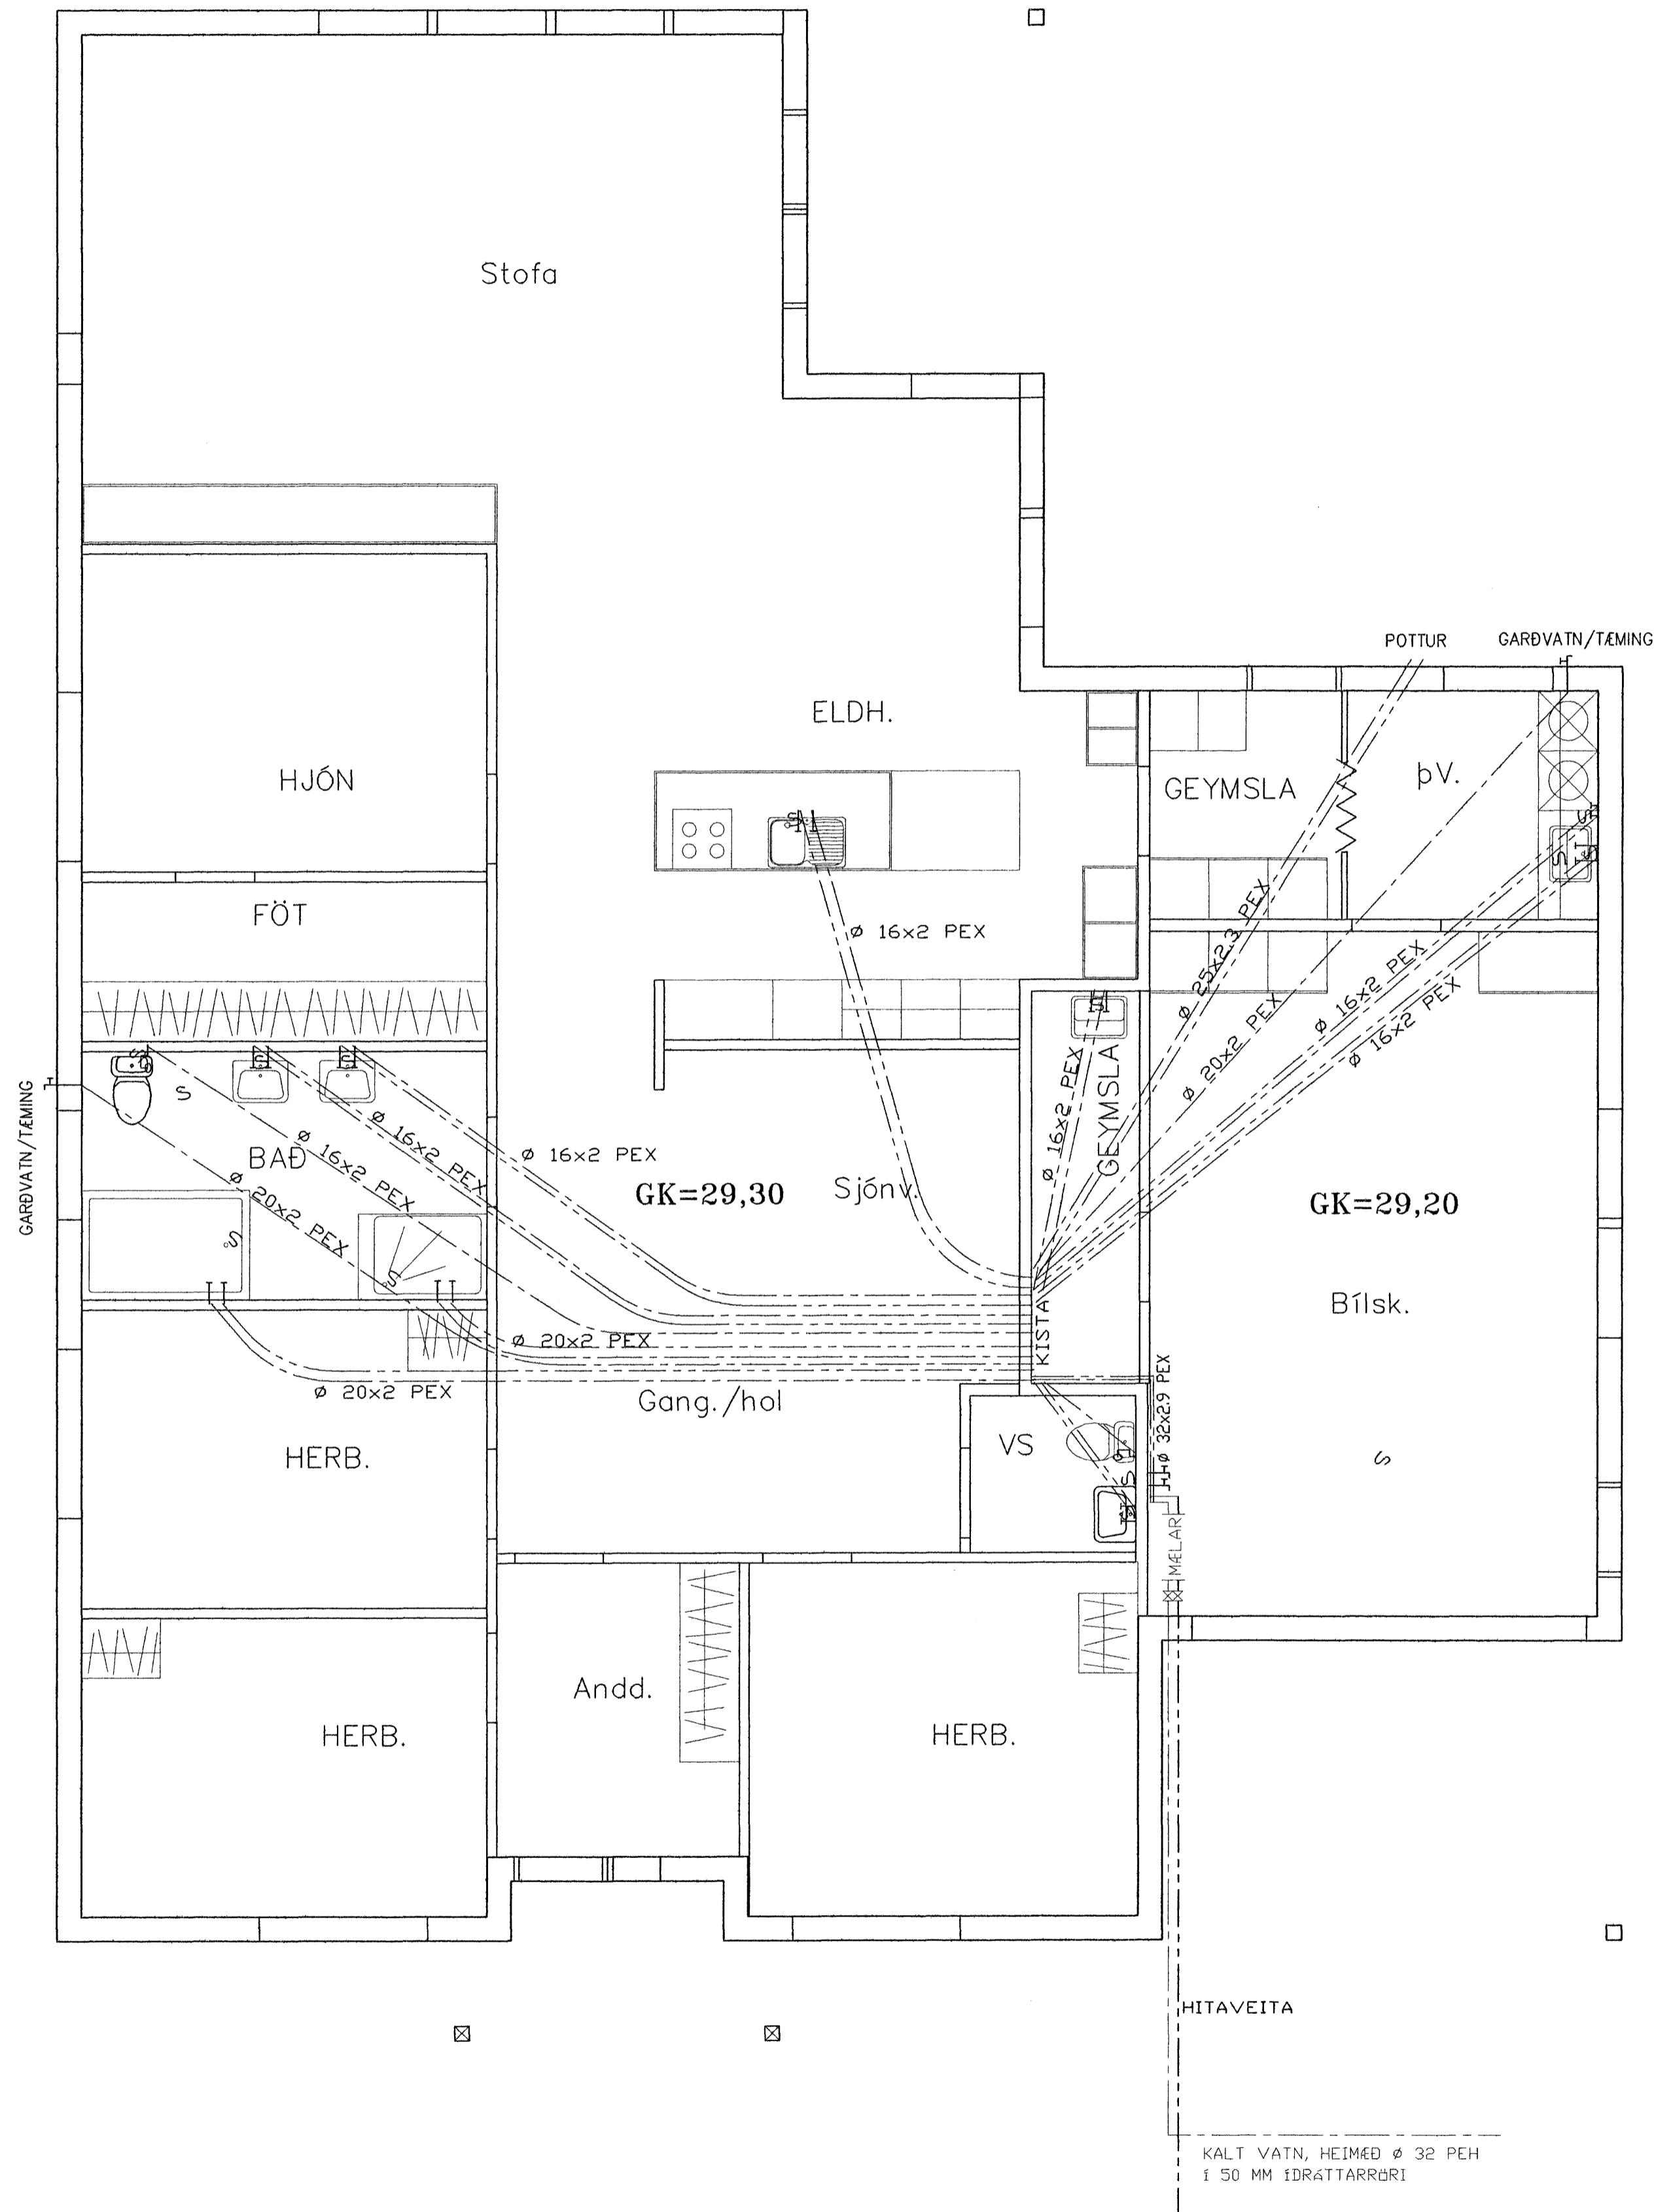 Stofa
POTTUR
GARÐVATN/TÆMING
ELDH.
HJÓN
GEYMSLA
ÞV.
FÖT
ø 16x2 PEX
ø 25x2.3 PEX
ø 20x2 PEX
ø 16x2 PEX
ø 16x2 PEX
S
S
S
S
S
S
S
S
S
GARÐVATN/TÆMING
BAÐ
ø 16x2 PEX
ø 16x2 PEX
ø 20x2 PEX
ø 16x2 PEX
ø 16x2 PEX
GEYMSLA
GK=29,30
Sjónv.
GK=29,20
S
S
KISTA
Bílsk.
ø 20x2 PEX
ø 20x2 PEX
Gang./hol
ø 32x2.9 PEX
HERB.
VS
S
S
MÆLAR
Andd.
HERB.
HERB.
HITAVEITA
KALT VATN, HEIMÆÐ ø 32 PEH
Í 50 MM ÍDRÁTTARRÖRI